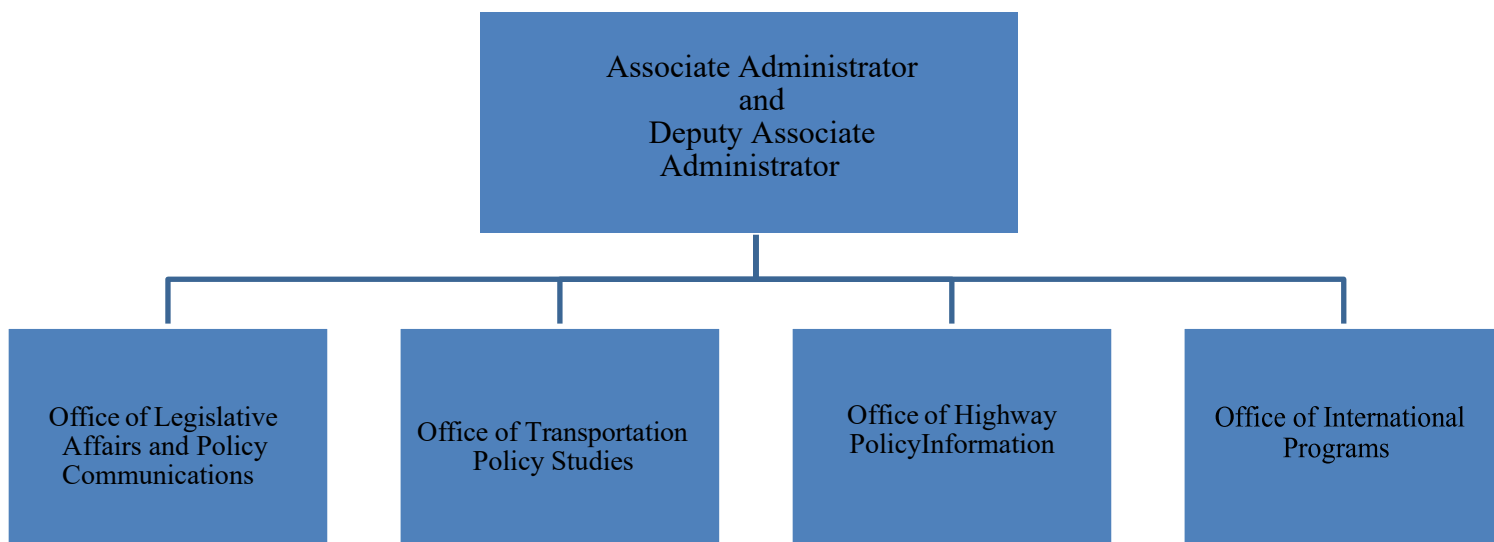 Associate Administrator
and
Deputy Associate
Administrator
Office of Legislative
Affairs and Policy
Communications
Office of Transportation
Policy Studies
Office of Highway
PolicyInformation
Office of International
Programs